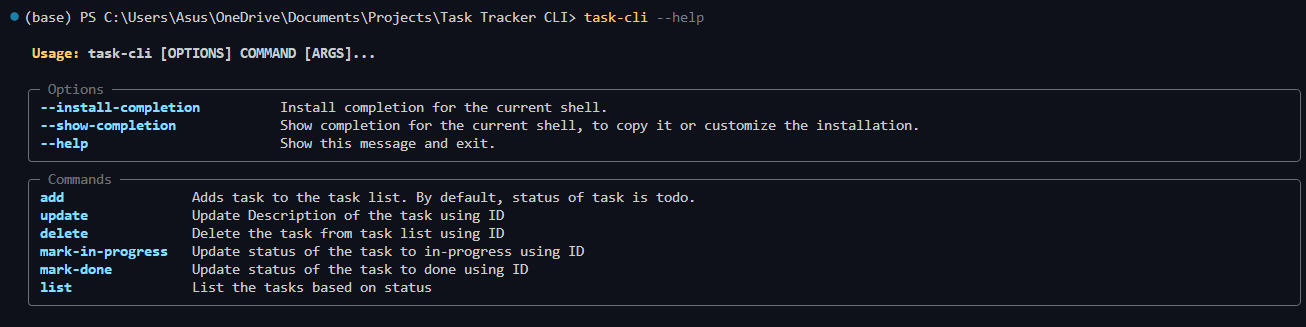 (base) PS C:\Users\Asus\OneDrive\Documents\Projects\Task Tracker CLI> task-cli --help
Usage: task-cli [OPTIONS] COMMAND [ARGS]...
Options
--install-completion Install completion for the current shell.
--show-completion Show completion for the current shell, to copy it or customize the installation.
--help Show this message and exit.
Commands
add Adds task to the task list. By default, status of task is todo.
update Update Description of the task using ID
delete Delete the task from task list using ID
mark-in-progress Update status of the task to in-progress using ID
mark-done Update status of the task to done using ID
list List the tasks based on status